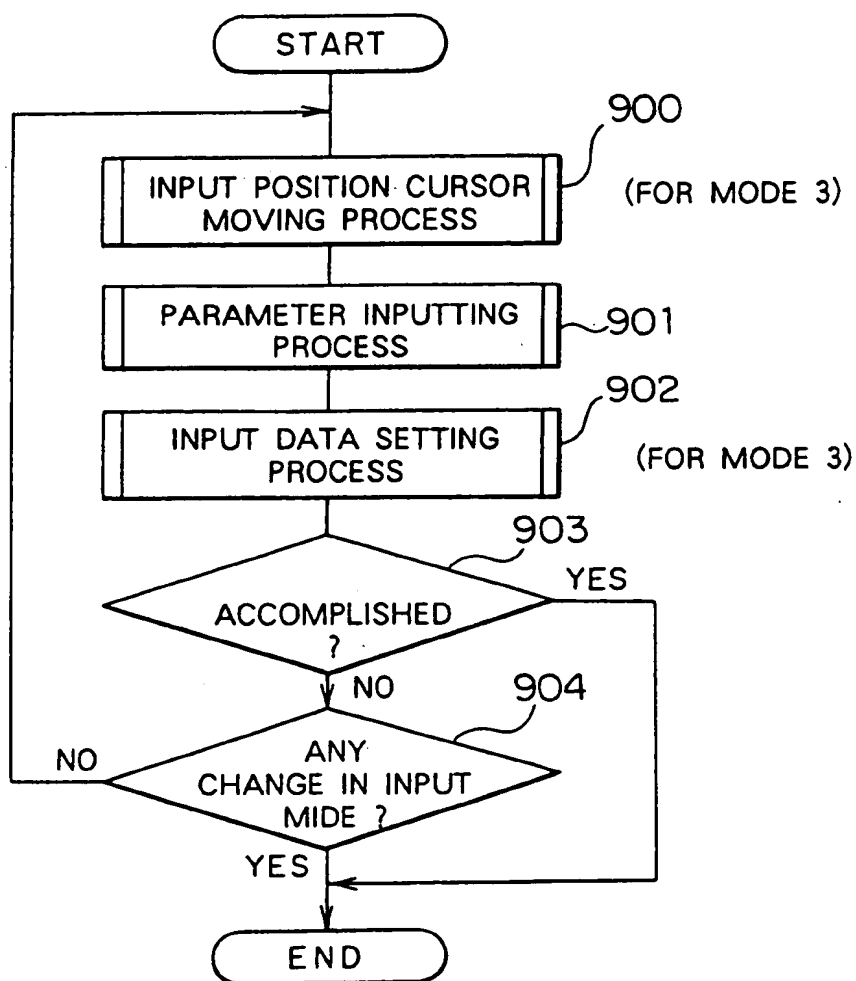 START
900
INPUT POSITION CURSOR
MOVING PROCESS
(FOR MODE 3)
PARAMETER INPUTTING
PROCESS
901
902
INPUT DATA SETTING
PROCESS
(FOR MODE 3)
903
YES
ACCOMPLISHED
?
NO
904
NO
ANY
CHANGE IN INPUT
MIDE ?
YES
END